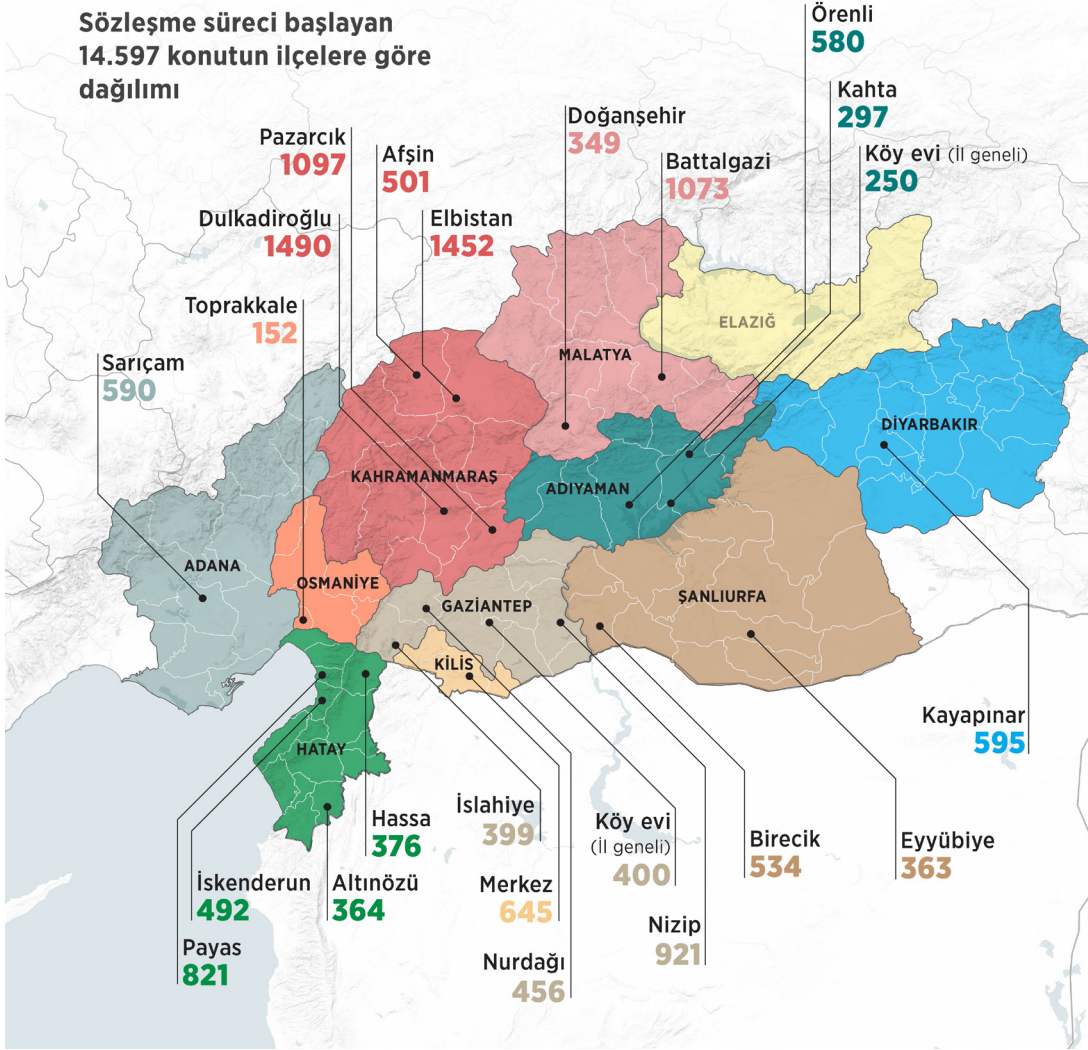 Sözleşme süreci başlayan
14.597 konutun ilçelere göre
dağılımı
Örenli
580
Kahta
297
Köy evi (İl geneli)
250
Doğanşehir
349
Battalgazi
1073
Pazarcık
1097
Afşin
501
Dulkadiroğlu
1490
Elbistan
1452
Toprakkale
152
Sarıçam
590
ELAZIĞ
MALATYA
DİYARBAKIR
KAHRAMANMARAŞ
ADIYAMAN
ADANA
OSMANİYE
GAZİANTEP
ŞANLIURFA
KİLİS
HATAY
Kayapınar
595
Hassa
376
İslahiye
399
Köy evi
(İl geneli)
400
Birecik
534
Eyyübiye
363
İskenderun
492
Altınözü
364
Merkez
645
Nizip
921
Payas
821
Nurdağı
456